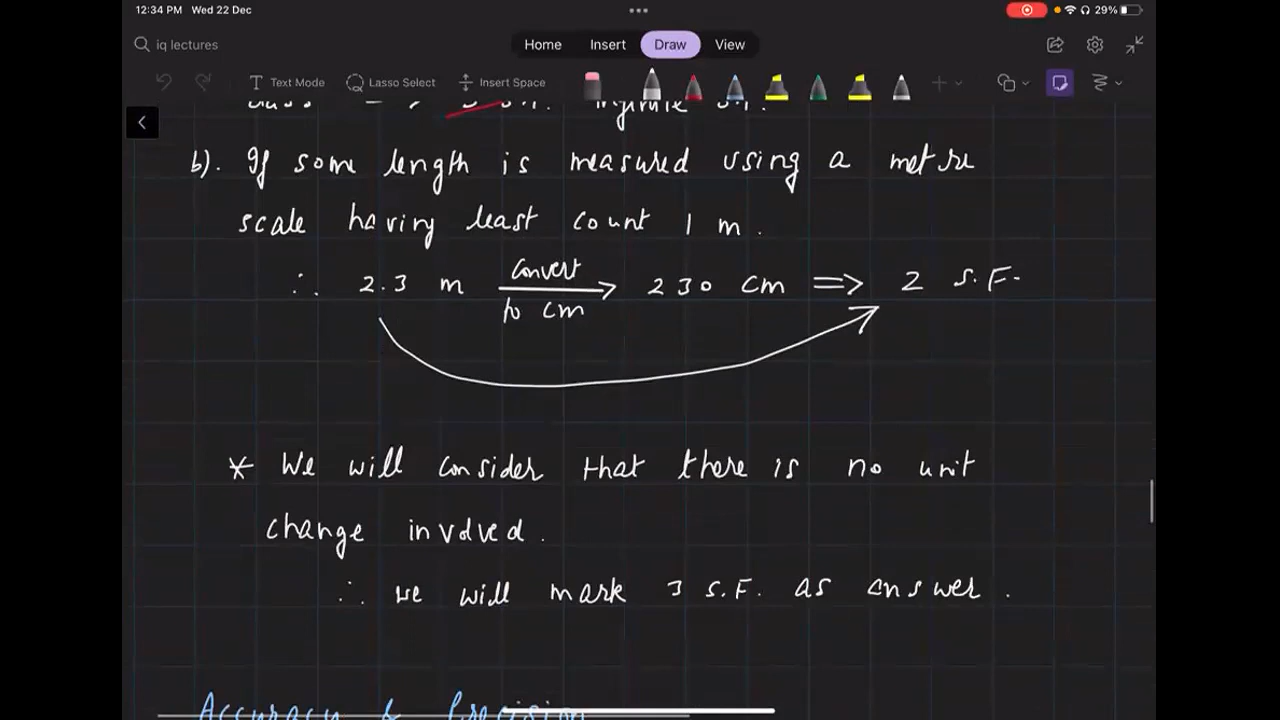 12:34 PM Wed 22 Dec
29%
iq lectures
Home Insert Draw View
Text Mode Lasso Select Insert Space
b). If some length is measured using a metre
scale having least count 1 m.
∴ 2.3 m convert to cm → 230 cm ⇒ 2 S.F.
* We will consider that there is no unit
change involved.
∴ we will mark 3 S.F. as answer.
Accuracy & Precision